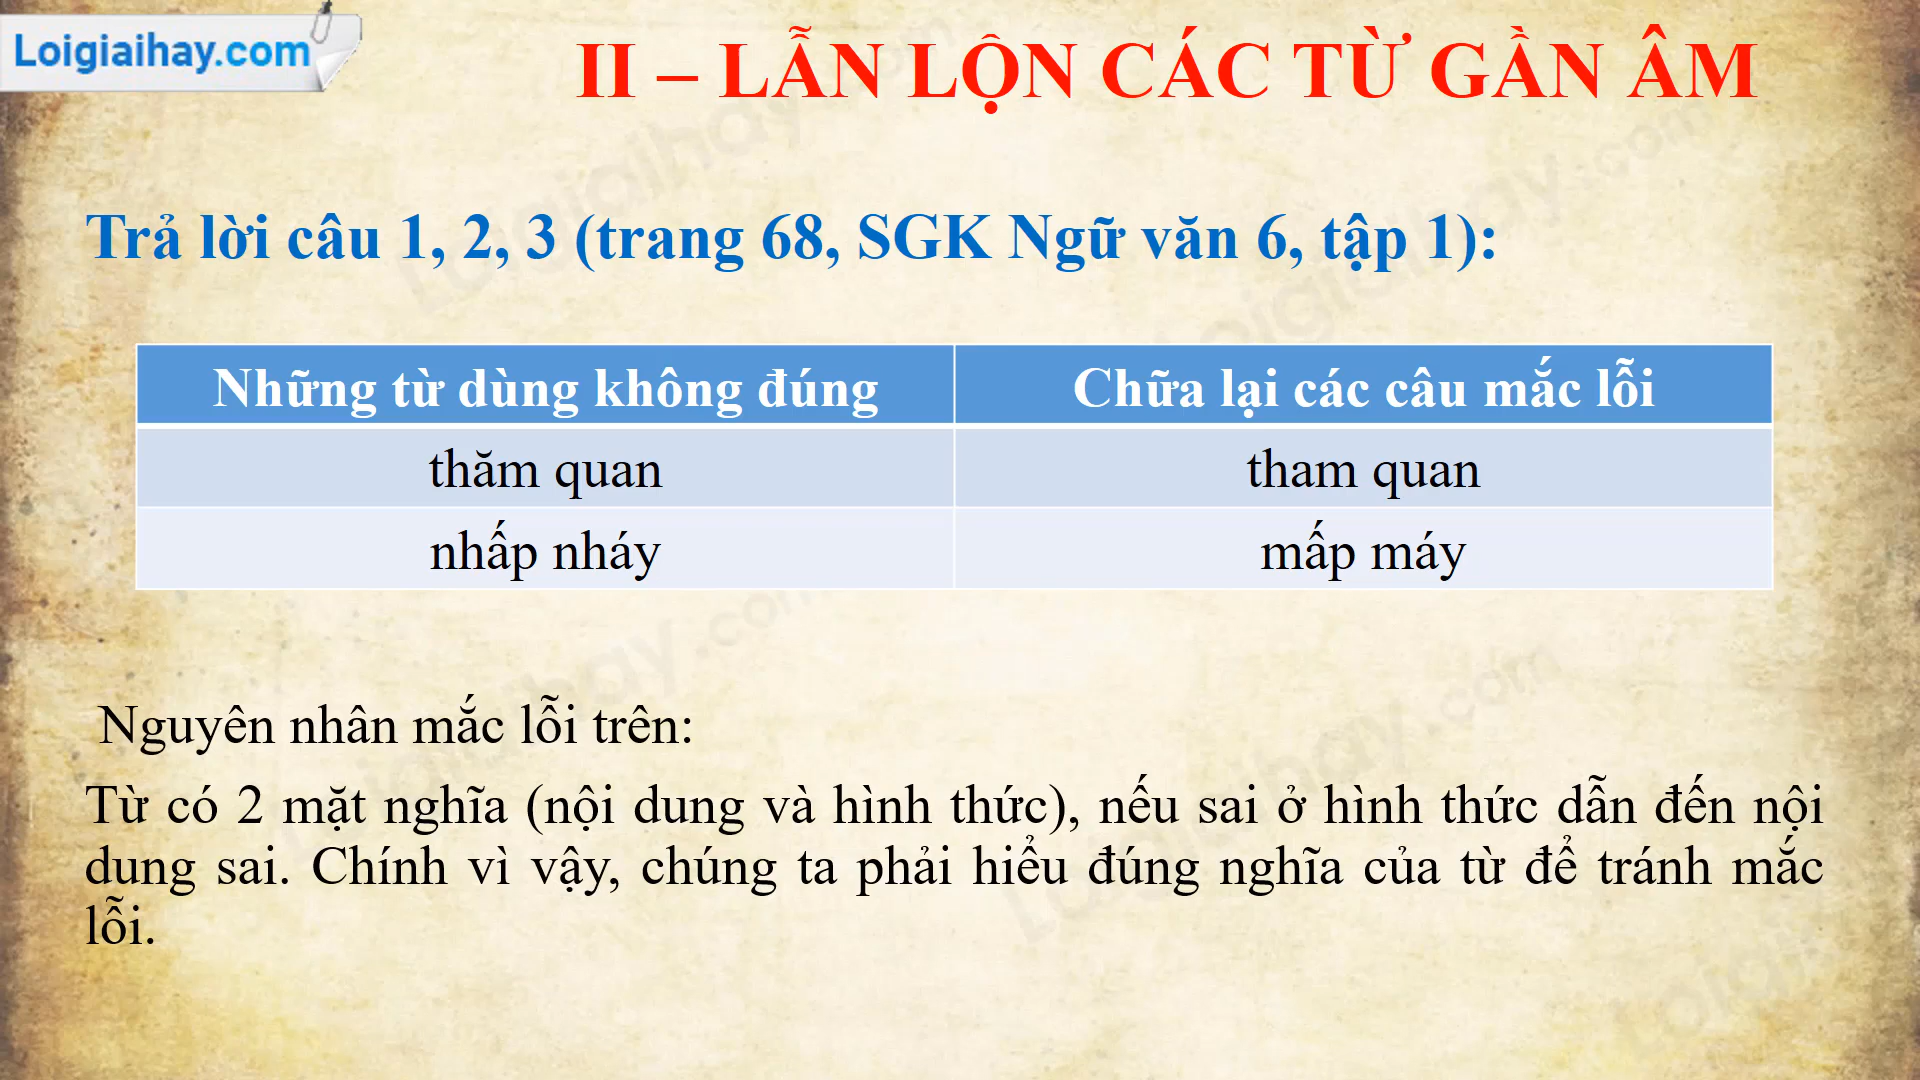 Loigiaihay.com
II – LẪN LỘN CÁC TỪ GẦN ÂM
Trả lời câu 1, 2, 3 (trang 68, SGK Ngữ văn 6, tập 1):
Những từ dùng không đúng
Chữa lại các câu mắc lỗi
thăm quan
tham quan
nhấp nháy
mấp máy
Nguyên nhân mắc lỗi trên:
Từ có 2 mặt nghĩa (nội dung và hình thức), nếu sai ở hình thức dẫn đến nội
dung sai. Chính vì vậy, chúng ta phải hiểu đúng nghĩa của từ để tránh mắc
lỗi.